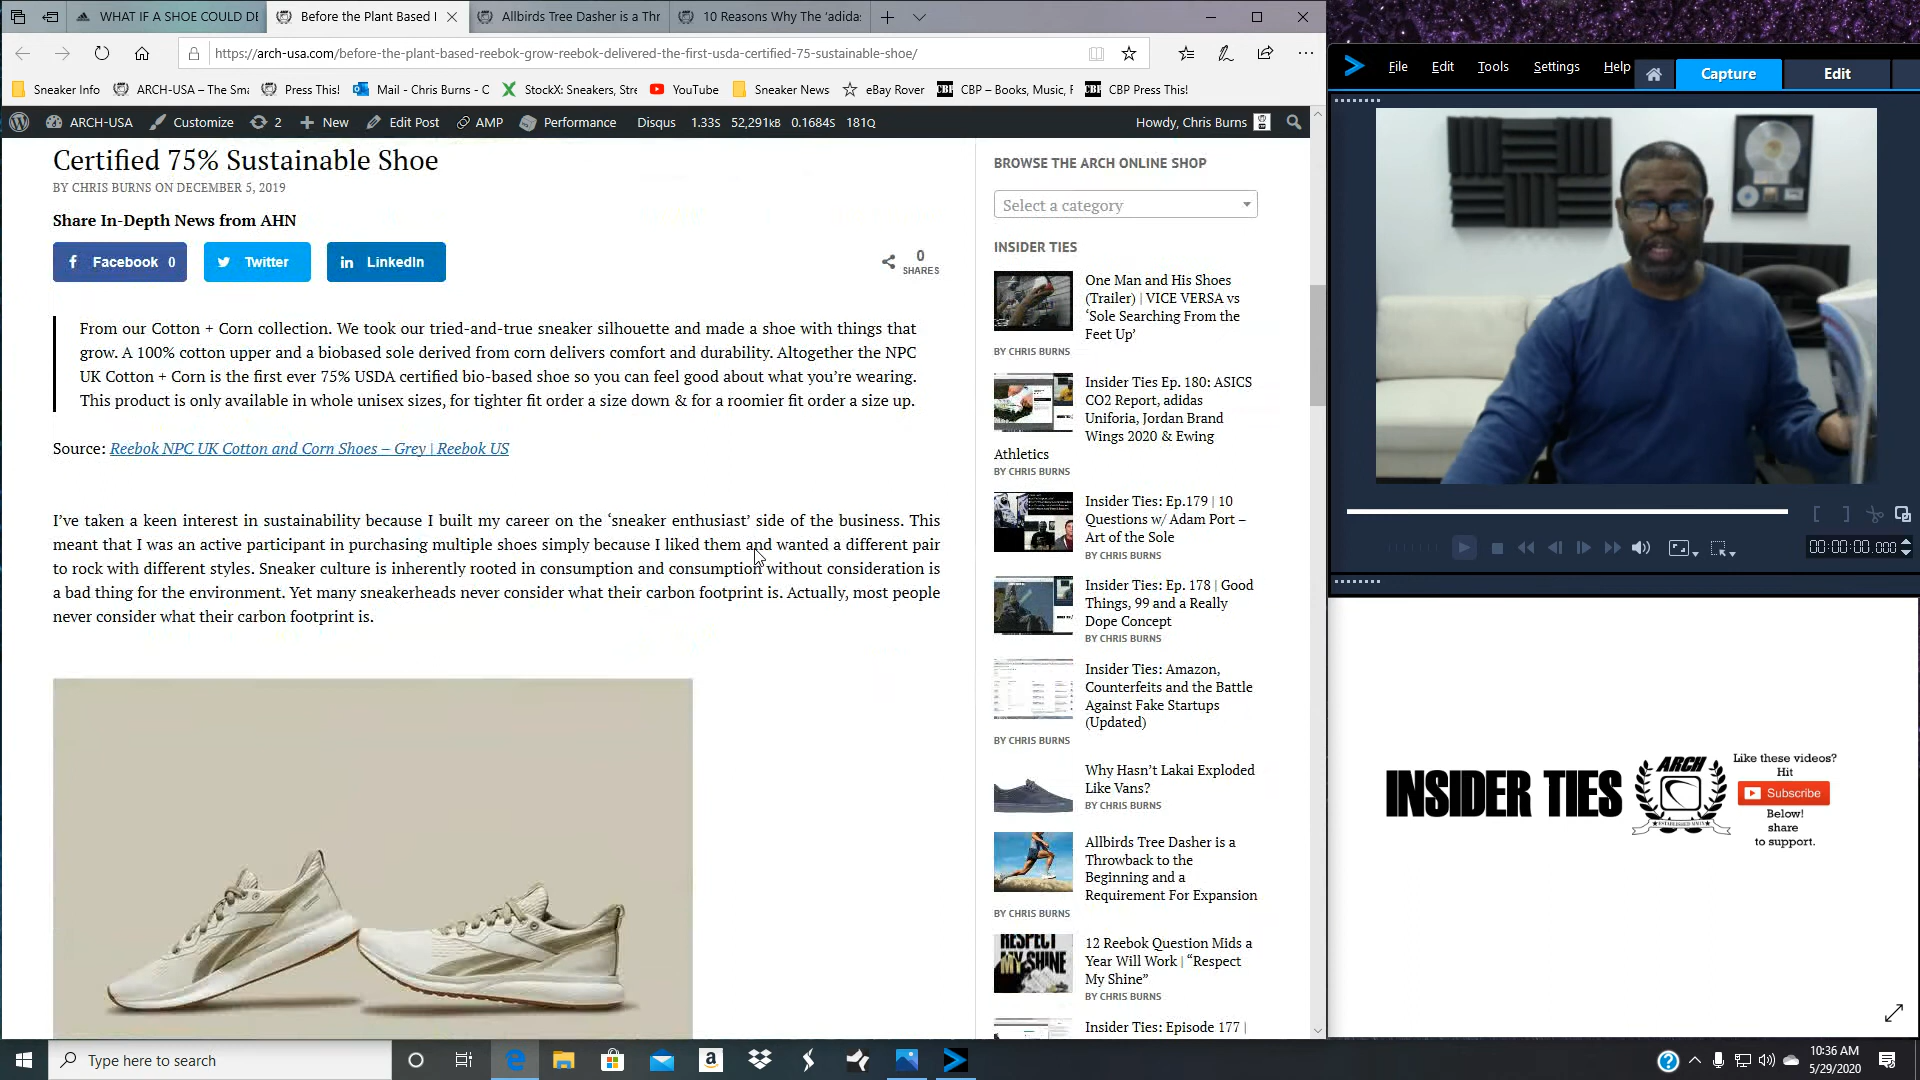 WHAT IF A SHOE COULD DE
Before the Plant Based I
Allbirds Tree Dasher is a Thr
10 Reasons Why The 'adida:
https://arch-usa.com/before-the-plant-based-reebok-grow-reebok-delivered-the-first-usda-certified-75-sustainable-shoe/
Sneaker Info
ARCH-USA – The Sma
Press This!
Mail - Chris Burns - C
StockX: Sneakers, Stre
YouTube
Sneaker News
eBay Rover
CBP
CBP – Books, Music, F
CBP
CBP Press This!
ARCH-USA
Customize
2
New
Edit Post
AMP
Performance
Disqus
1.33S 52,291KB 0.1684S 181Q
Howdy, Chris Burns
Certified 75% Sustainable Shoe
BY CHRIS BURNS ON DECEMBER 5, 2019
Share In-Depth News from AHN
Facebook 0
Twitter
LinkedIn
0
SHARES
From our Cotton + Corn collection. We took our tried-and-true sneaker silhouette and made a shoe with things that
grow. A 100% cotton upper and a biobased sole derived from corn delivers comfort and durability. Altogether the NPC
UK Cotton + Corn is the first ever 75% USDA certified bio-based shoe so you can feel good about what you're wearing.
This product is only available in whole unisex sizes, for tighter fit order a size down & for a roomier fit order a size up.
Source: Reebok NPC UK Cotton and Corn Shoes – Grey | Reebok US
I've taken a keen interest in sustainability because I built my career on the 'sneaker enthusiast' side of the business. This
meant that I was an active participant in purchasing multiple shoes simply because I liked them and wanted a different pair
to rock with different styles. Sneaker culture is inherently rooted in consumption and consumption without consideration is
a bad thing for the environment. Yet many sneakerheads never consider what their carbon footprint is. Actually, most people
never consider what their carbon footprint is.
BROWSE THE ARCH ONLINE SHOP
Select a category
INSIDER TIES
One Man and His Shoes
(Trailer) | VICE VERSA vs
'Sole Searching From the
Feet Up'
BY CHRIS BURNS
Insider Ties Ep. 180: ASICS
CO2 Report, adidas
Uniforia, Jordan Brand
Wings 2020 & Ewing
Athletics
BY CHRIS BURNS
Insider Ties: Ep.179 | 10
Questions w/ Adam Port –
Art of the Sole
BY CHRIS BURNS
Insider Ties: Ep. 178 | Good
Things, 99 and a Really
Dope Concept
BY CHRIS BURNS
Insider Ties: Amazon,
Counterfeits and the Battle
Against Fake Startups
(Updated)
BY CHRIS BURNS
Why Hasn't Lakai Exploded
Like Vans?
BY CHRIS BURNS
Allbirds Tree Dasher is a
Throwback to the
Beginning and a
Requirement For Expansion
BY CHRIS BURNS
RESPECT
MY SHINE
12 Reebok Question Mids a
Year Will Work | "Respect
My Shine"
BY CHRIS BURNS
Insider Ties: Episode 177 |
File
Edit
Tools
Settings
Help
Capture
Edit
00:00:00.000
INSIDER TIES
ARCH
Like these videos?
Hit
Subscribe
Below!
share
to support.
Type here to search
10:36 AM
5/29/2020